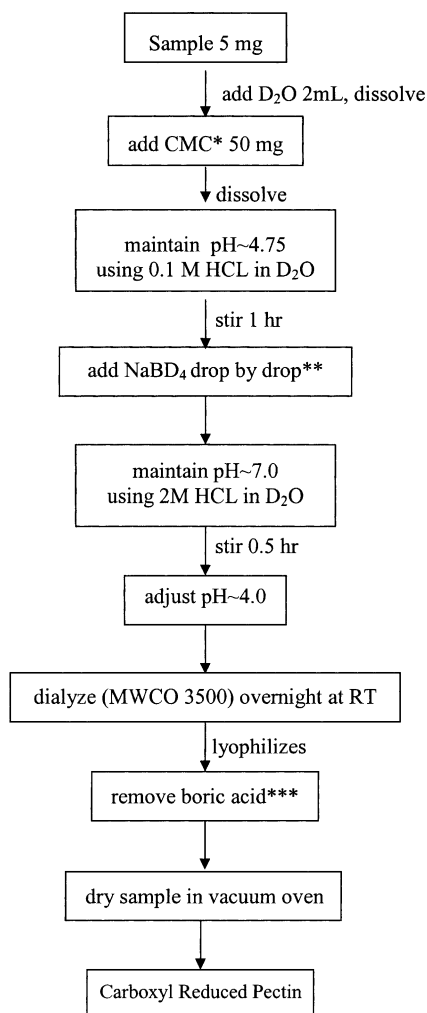 Sample 5 mg
add D₂O 2mL, dissolve
add CMC* 50 mg
dissolve
maintain pH~4.75
using 0.1 M HCL in D₂O
stir 1 hr
add NaBD₄ drop by drop**
maintain pH~7.0
using 2M HCL in D₂O
stir 0.5 hr
adjust pH~4.0
dialyze (MWCO 3500) overnight at RT
lyophilizes
remove boric acid***
dry sample in vacuum oven
Carboxyl Reduced Pectin